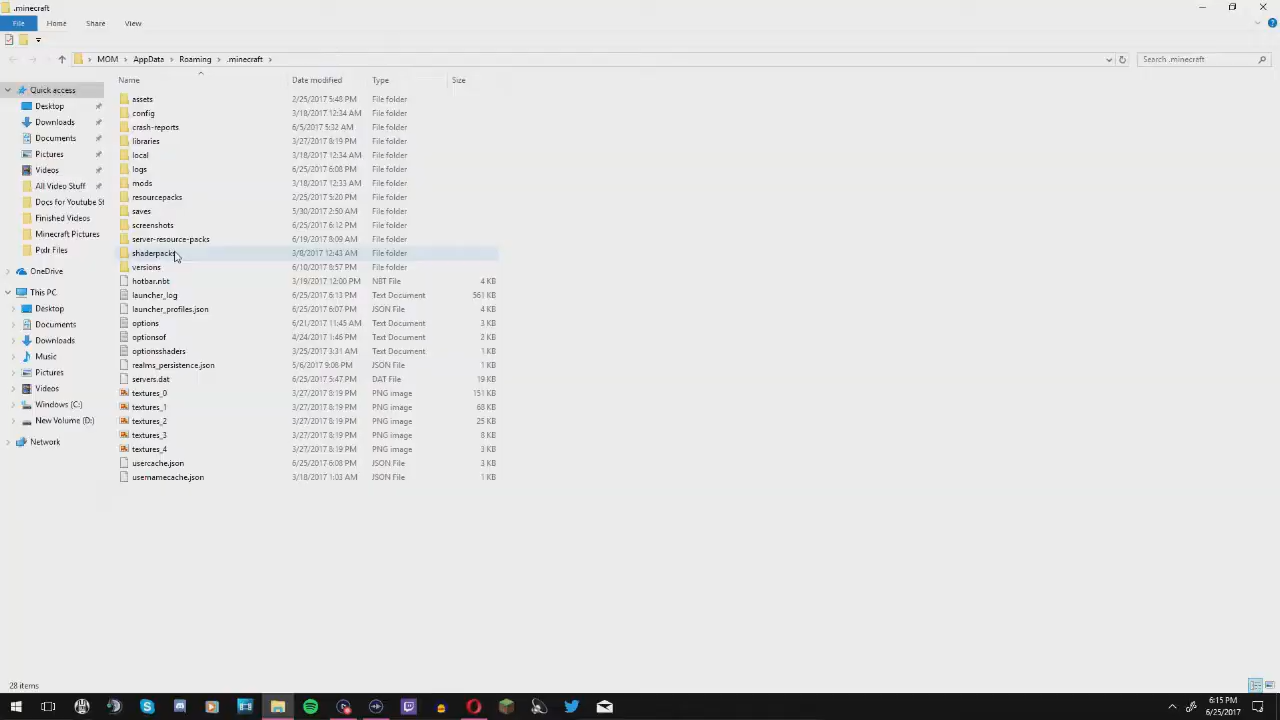 .minecraft
File Home Share View
MOM AppData Roaming .minecraft Search .minecraft
Name Date modified Type Size
Quick access
Desktop
Downloads
Documents
Pictures
Videos
All Video Stuff
Docs for Youtube St
Finished Videos
Minecraft Pictures
OneDrive
This PC
Desktop
Documents
Downloads
Music
Pictures
Videos
Windows (C:)
New Volume (D:)
Network
assets 2/25/2017 5:48 PM File folder
config 3/18/2017 12:34 AM File folder
crash-reports 6/5/2017 5:32 AM File folder
libraries 3/27/2017 8:19 PM File folder
local 3/18/2017 12:34 AM File folder
logs 6/25/2017 6:08 PM File folder
mods 3/18/2017 12:33 AM File folder
resourcepacks 2/25/2017 5:20 PM File folder
saves 5/30/2017 2:50 AM File folder
screenshots 6/25/2017 6:12 PM File folder
server-resource-packs 6/19/2017 8:09 AM File folder
shaderpacks 3/8/2017 12:43 AM File folder
versions 6/10/2017 8:57 PM File folder
hotbar.nbt 3/19/2017 12:00 PM NBT File 4 KB
launcher_log 6/25/2017 6:13 PM Text Document 561 KB
launcher_profiles.json 6/25/2017 6:07 PM JSON File 4 KB
options 6/21/2017 11:45 AM Text Document 3 KB
optionsof 4/24/2017 1:46 PM Text Document 2 KB
optionsshaders 3/25/2017 3:31 AM Text Document 1 KB
realms_persistence.json 5/6/2017 9:08 PM JSON File 1 KB
servers.dat 6/25/2017 5:47 PM DAT File 19 KB
textures_0 3/27/2017 8:19 PM PNG image 151 KB
textures_1 3/27/2017 8:19 PM PNG image 68 KB
textures_2 3/27/2017 8:19 PM PNG image 25 KB
textures_3 3/27/2017 8:19 PM PNG image 8 KB
textures_4 3/27/2017 8:19 PM PNG image 3 KB
usercache.json 6/25/2017 6:08 PM JSON File 3 KB
usernamecache.json 3/18/2017 1:03 AM JSON File 1 KB
28 items
6:15 PM
6/25/2017